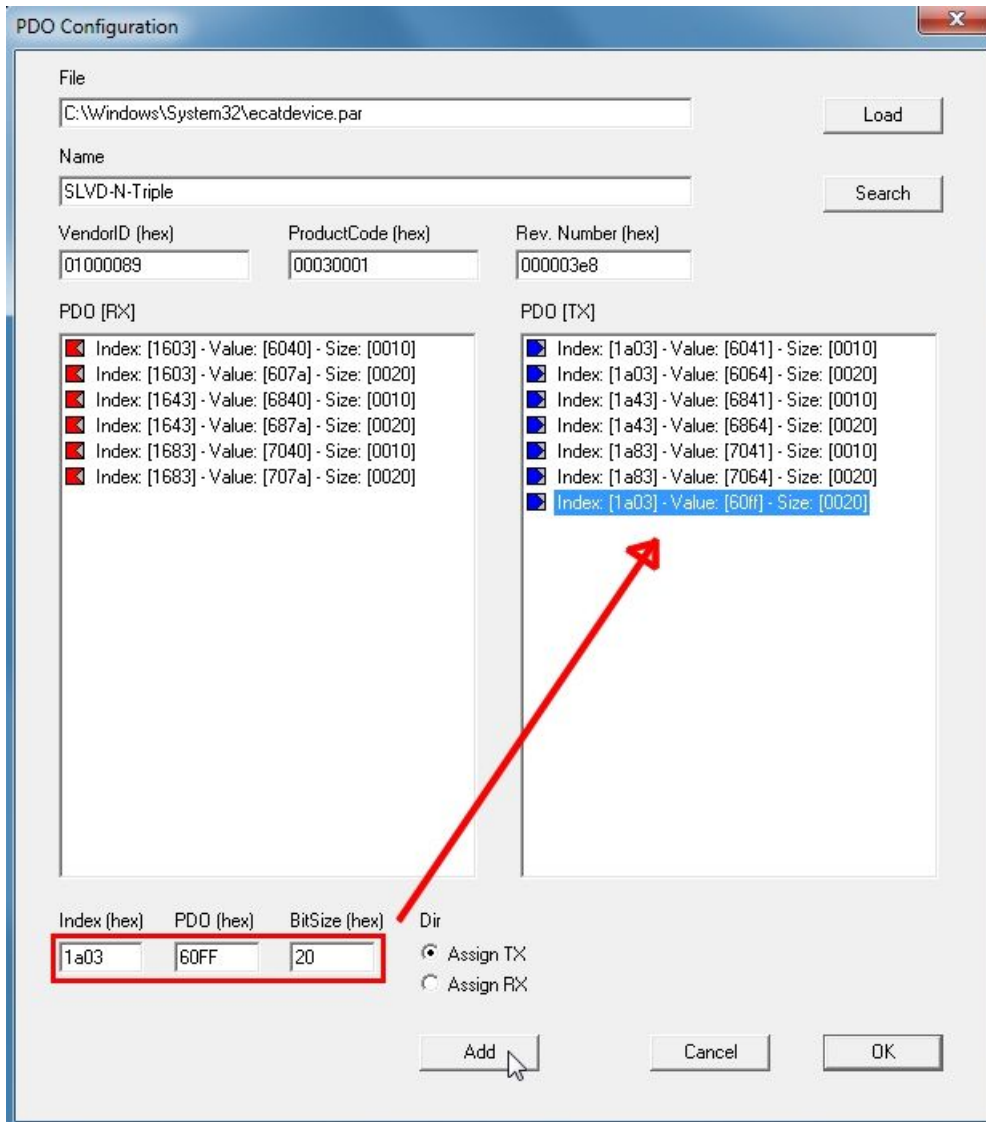 PDO Configuration
File
C:\Windows\System32\ecatdevice.par
Load
Name
SLVD-N-Triple
Search
VendorID (hex) ProductCode (hex) Rev. Number (hex)
01000089 00030001 000003e8
PDO [RX]
Index: [1603] - Value: [6040] - Size: [0010]
Index: [1603] - Value: [607a] - Size: [0020]
Index: [1643] - Value: [6840] - Size: [0010]
Index: [1643] - Value: [687a] - Size: [0020]
Index: [1683] - Value: [7040] - Size: [0010]
Index: [1683] - Value: [707a] - Size: [0020]
PDO [TX]
Index: [1a03] - Value: [6041] - Size: [0010]
Index: [1a03] - Value: [6064] - Size: [0020]
Index: [1a43] - Value: [6841] - Size: [0010]
Index: [1a43] - Value: [6864] - Size: [0020]
Index: [1a83] - Value: [7041] - Size: [0010]
Index: [1a83] - Value: [7064] - Size: [0020]
Index: [1a03] - Value: [60ff] - Size: [0020]
Index (hex) PDO (hex) BitSize (hex) Dir
1a03 60FF 20
Assign TX
Assign RX
Add Cancel OK